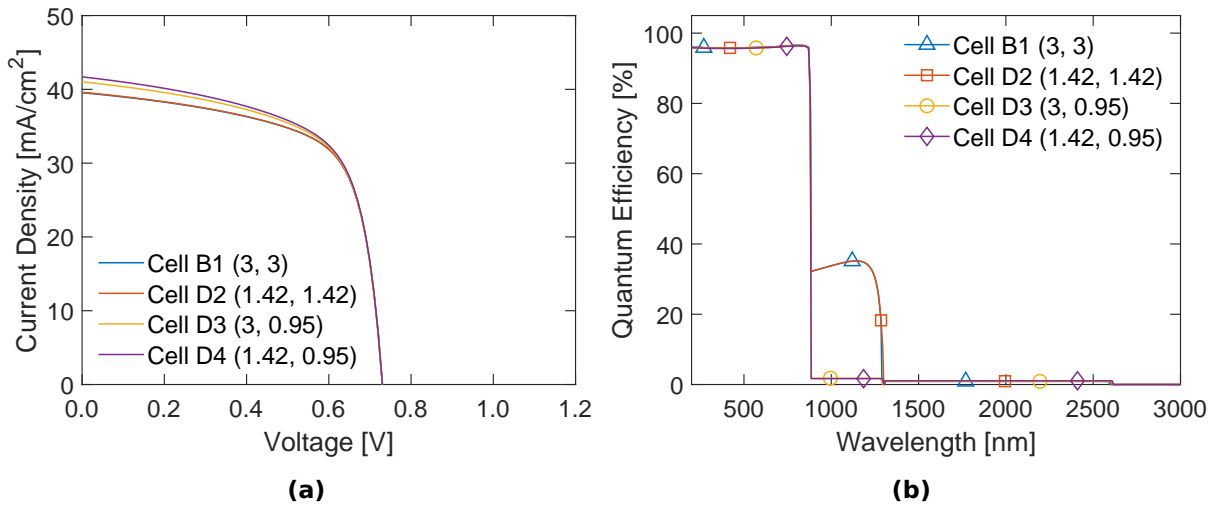 50
40
30
20
10
0
0.0 0.2 0.4 0.6 0.8 1.0 1.2
Current Density [mA/cm²]
Voltage [V]
Cell B1 (3, 3)
Cell D2 (1.42, 1.42)
Cell D3 (3, 0.95)
Cell D4 (1.42, 0.95)
(a)
100
80
60
40
20
0
500 1000 1500 2000 2500 3000
Quantum Efficiency [%]
Wavelength [nm]
Cell B1 (3, 3)
Cell D2 (1.42, 1.42)
Cell D3 (3, 0.95)
Cell D4 (1.42, 0.95)
(b)